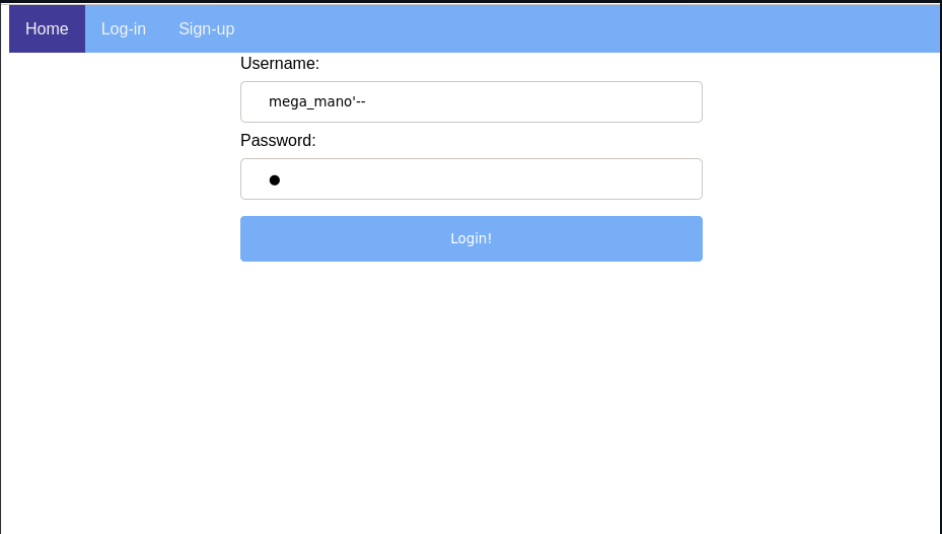 Home Log-in Sign-up
Username:
mega_mano'--
Password:
Login!